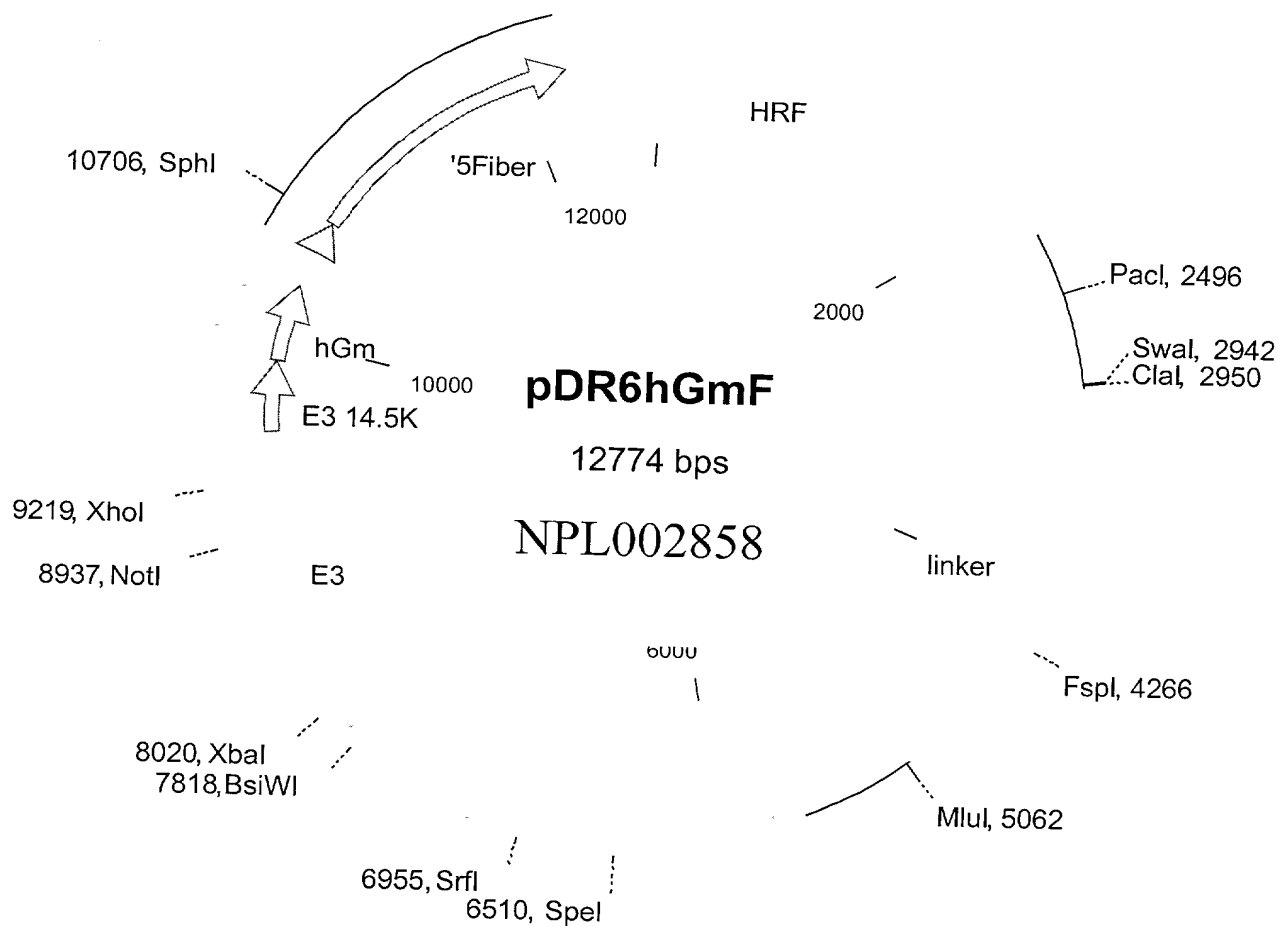 HRF
10706, SphI
'5Fiber
12000
PacI, 2496
2000
SwaI, 2942
ClaI, 2950
hGm
10000
pDR6hGmF
E3 14.5K
12774 bps
9219, XhoI
NPL002858
linker
8937, NotI
E3
6000
FspI, 4266
8020, XbaI
7818, BsiWI
MluI, 5062
6955, SrfI
6510, SpeI